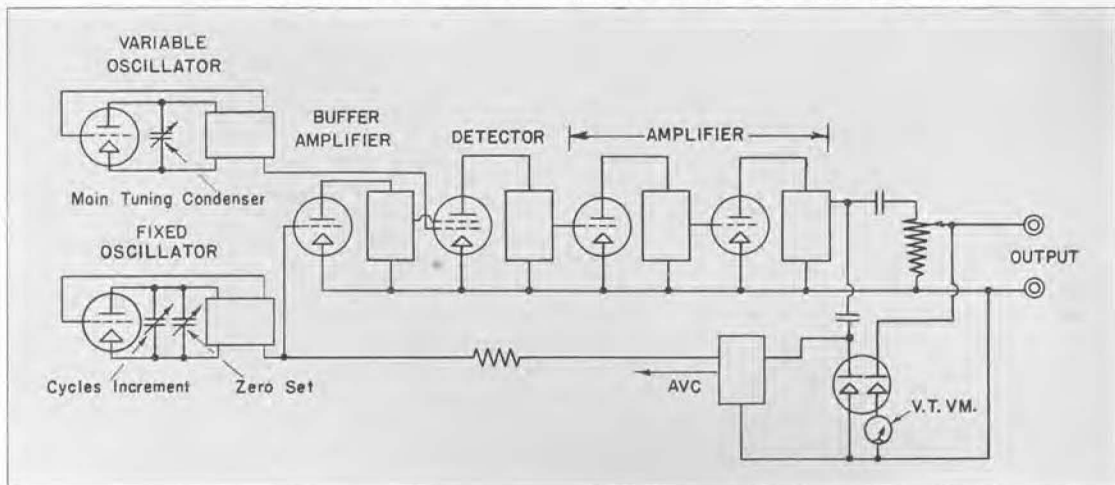 VARIABLE
OSCILLATOR
BUFFER
AMPLIFIER
DETECTOR
AMPLIFIER
Main Tuning Condenser
FIXED
OSCILLATOR
OUTPUT
Cycles Increment
Zero Set
AVC
V.T. VM.